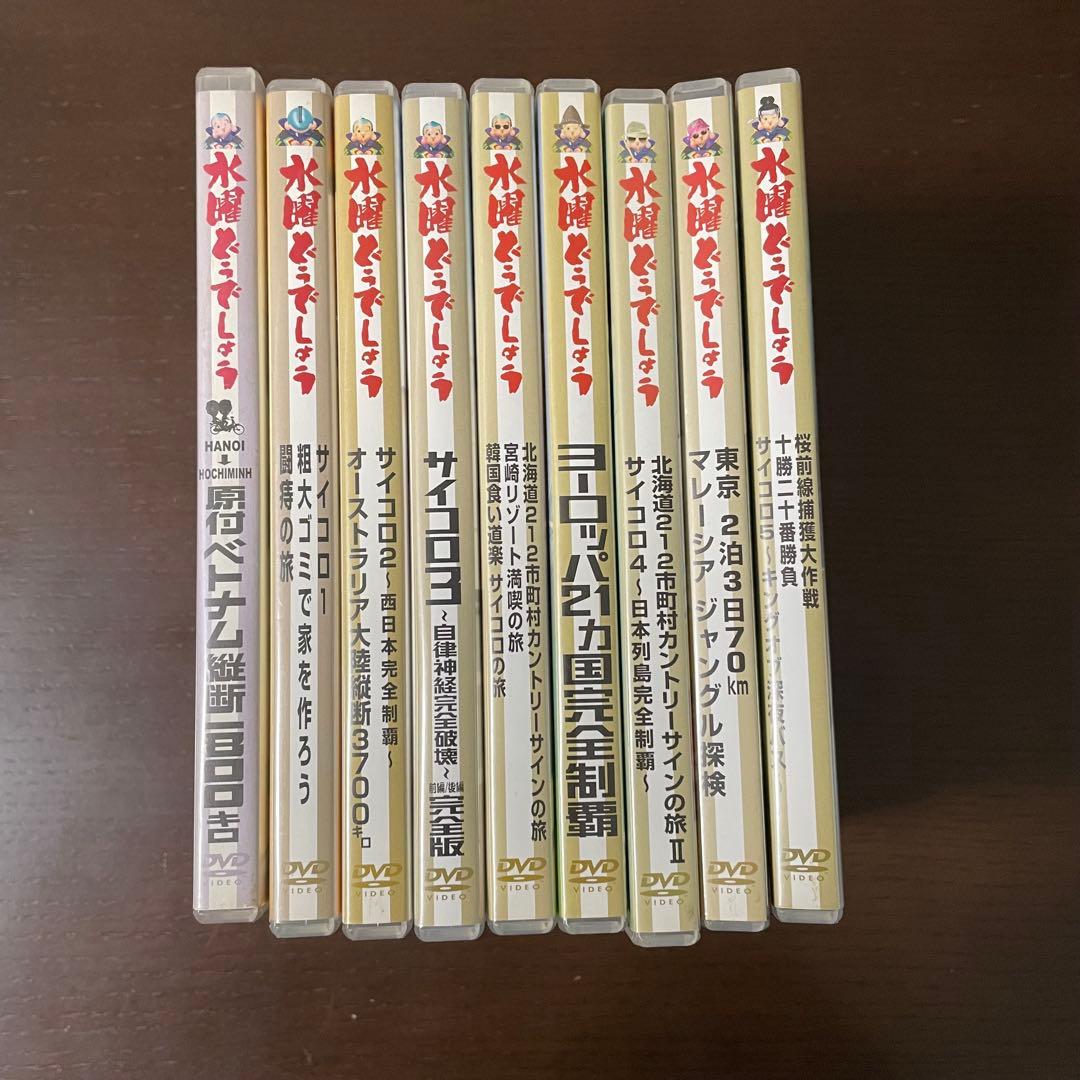 水曜どうでしょう
HANOI
HOCHIMINH
原付ベトナム縦断1800キロ
DVD
VIDEO
水曜どうでしょう
サイコロ1
粗大ゴミで家を作ろう
闘痔の旅
DVD
VIDEO
水曜どうでしょう
サイコロ2～西日本完全制覇～
オーストラリア大陸縦断3700キロ
DVD
VIDEO
水曜どうでしょう
サイコロ3
～自律神経完全破壊～
前編/後編
完全版
DVD
VIDEO
水曜どうでしょう
北海道212市町村カントリーサインの旅
宮崎リゾート満喫の旅
韓国食い道楽サイコロの旅
DVD
VIDEO
水曜どうでしょう
ヨーロッパ21ヵ国完全制覇
DVD
VIDEO
水曜どうでしょう
北海道212市町村カントリーサインの旅Ⅱ
サイコロ4～日本列島完全制覇～
DVD
VIDEO
水曜どうでしょう
東京 2泊3日70km
マレーシア ジャングル探検
DVD
VIDEO
水曜どうでしょう
桜前線捕獲大作戦
十勝二十番勝負
サイコロ5～キングオブ深夜バス～
DVD
VIDEO